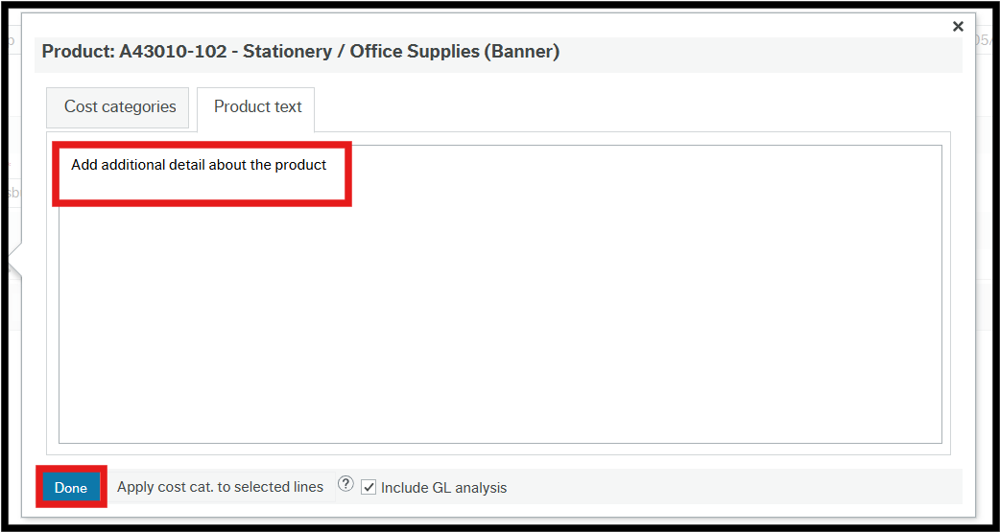 Product: A43010-102 - Stationery / Office Supplies (Banner)
Cost categories
Product text
Add additional detail about the product
Done
Apply cost cat. to selected lines
?
Include GL analysis